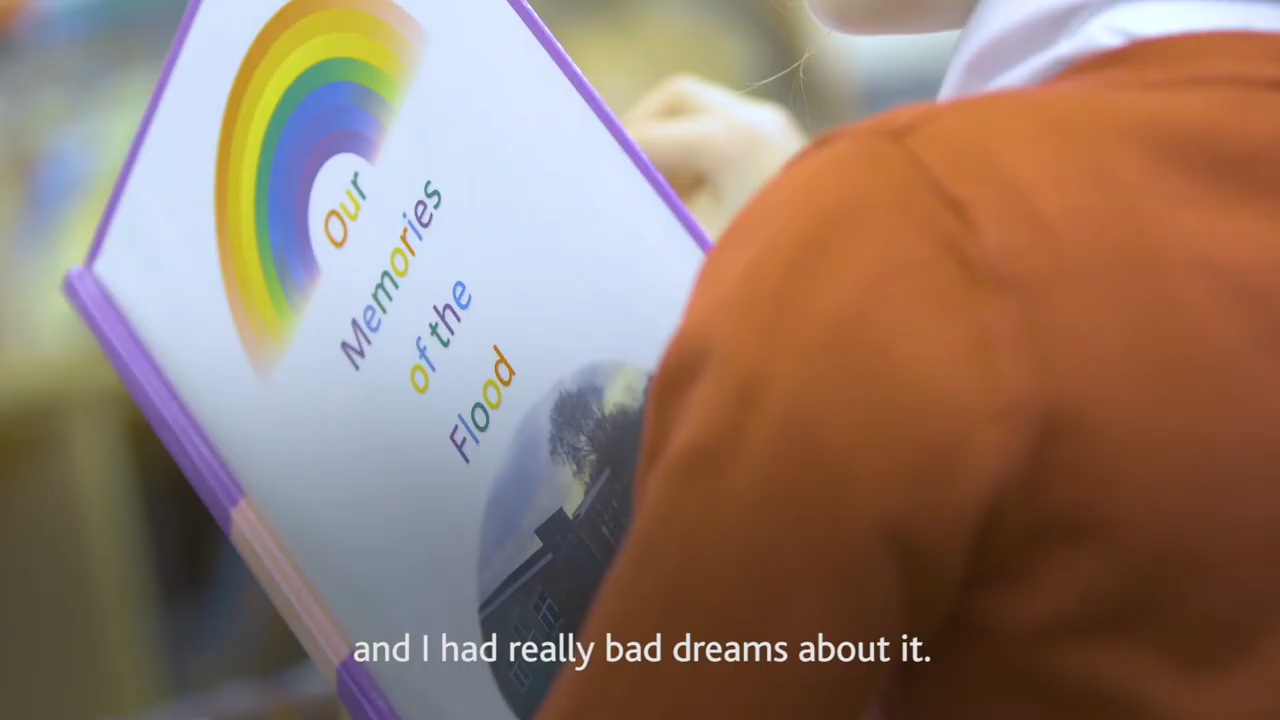 Our
Memories
of the
Flood
and I had really bad dreams about it.